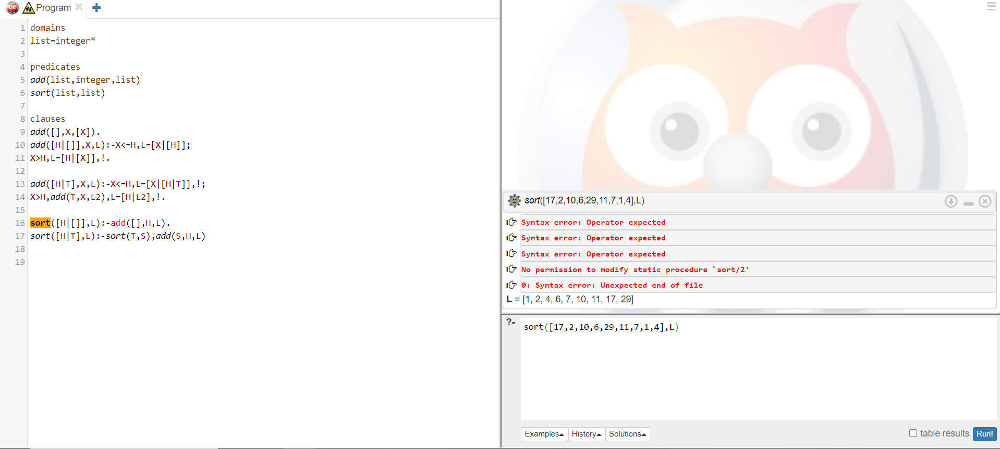 Program
1 domains
2 list=integer*
3
4 predicates
5 add(list,integer,list)
6 sort(list,list)
7
8 clauses
9 add([],X,[X]).
10 add([H|[]],X,L):-X<=H,L=[X|[H]];
11 X>H,L=[H|[X]],!.
12
13 add([H|T],X,L):-X<=H,L=[X|[H|T]],!;
14 X>H,add(T,X,L2),L=[H|L2],!.
15
16 sort([H|[]],L):-add([],H,L).
17 sort([H|T],L):-sort(T,S),add(S,H,L)
18
19
sort([17,2,10,6,29,11,7,1,4],L)
Syntax error: Operator expected
Syntax error: Operator expected
Syntax error: Operator expected
No permission to modify static procedure `sort/2'
0: Syntax error: Unexpected end of file
L = [1, 2, 4, 6, 7, 10, 11, 17, 29]
?- sort([17,2,10,6,29,11,7,1,4],L)
Examples History Solutions table results Run!